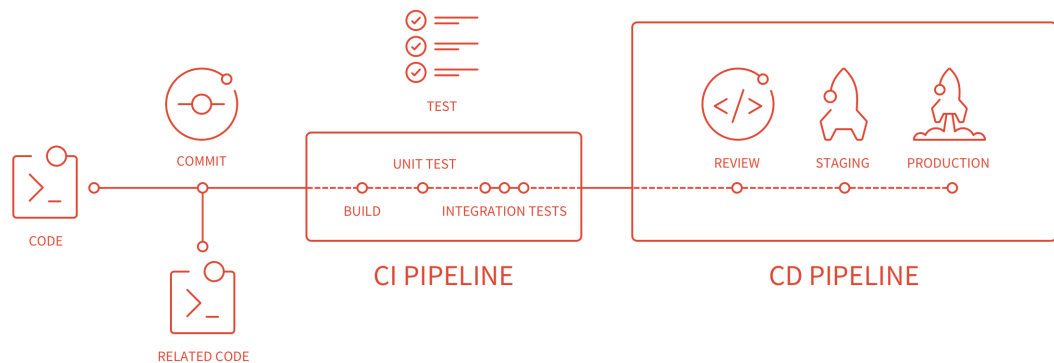 TEST
COMMIT
UNIT TEST
REVIEW
STAGING
PRODUCTION
BUILD
INTEGRATION TESTS
CODE
CI PIPELINE
CD PIPELINE
RELATED CODE